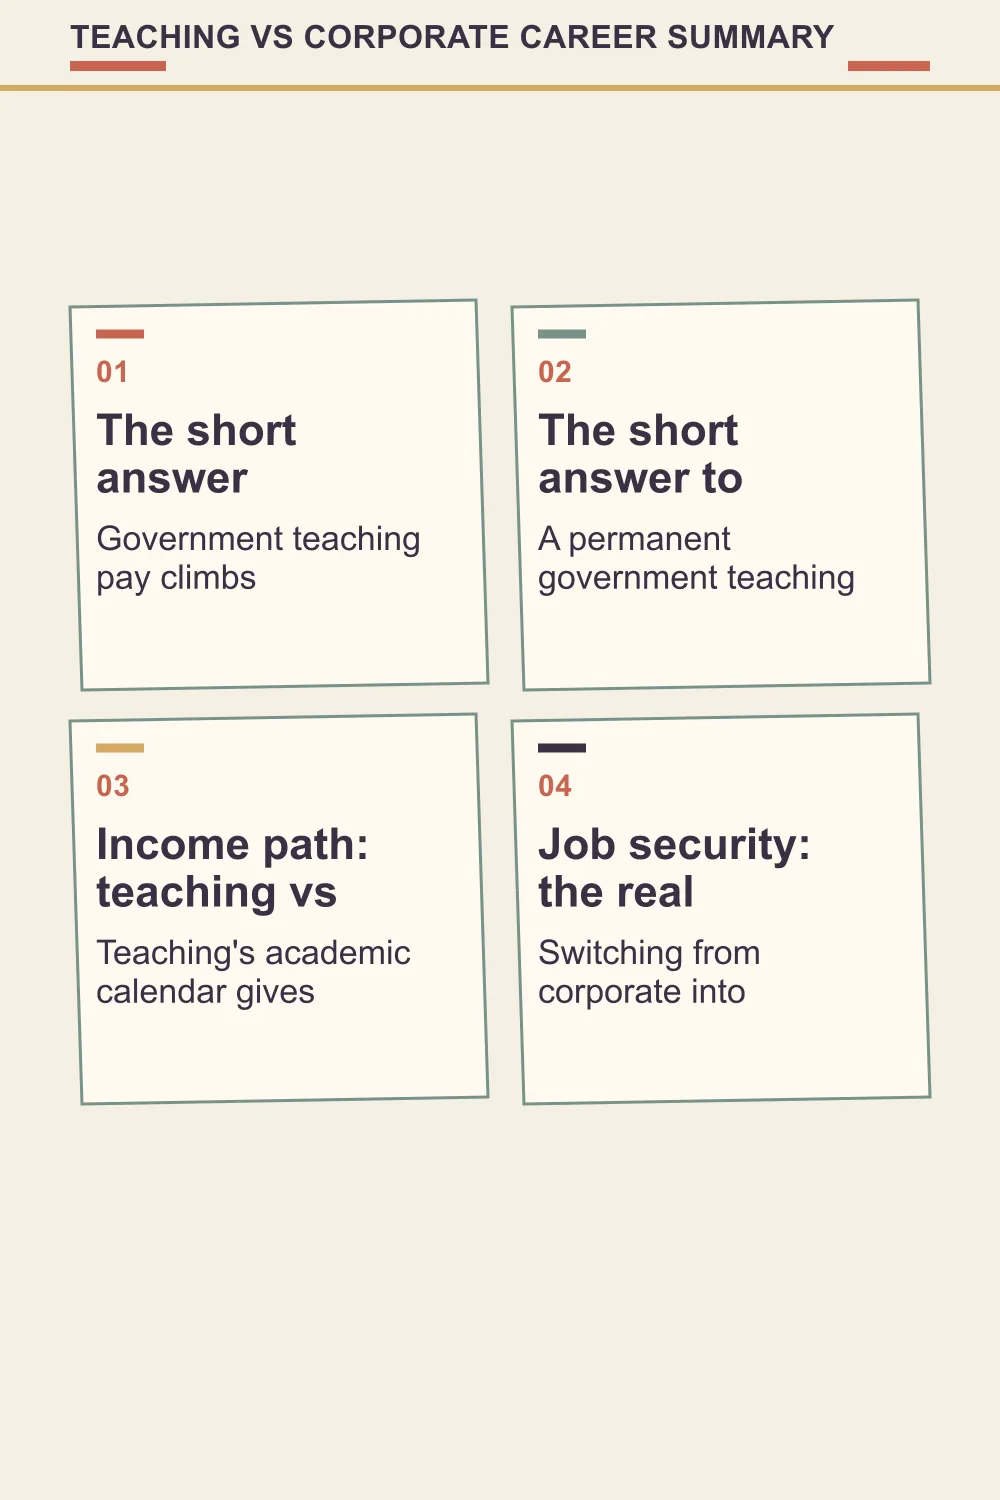 TEACHING VS CORPORATE CAREER SUMMARY
01
The short
answer
Government teaching
pay climbs
02
The short
answer to
A permanent
government teaching
03
Income path:
teaching vs
Teaching's academic
calendar gives
04
Job security:
the real
Switching from
corporate into